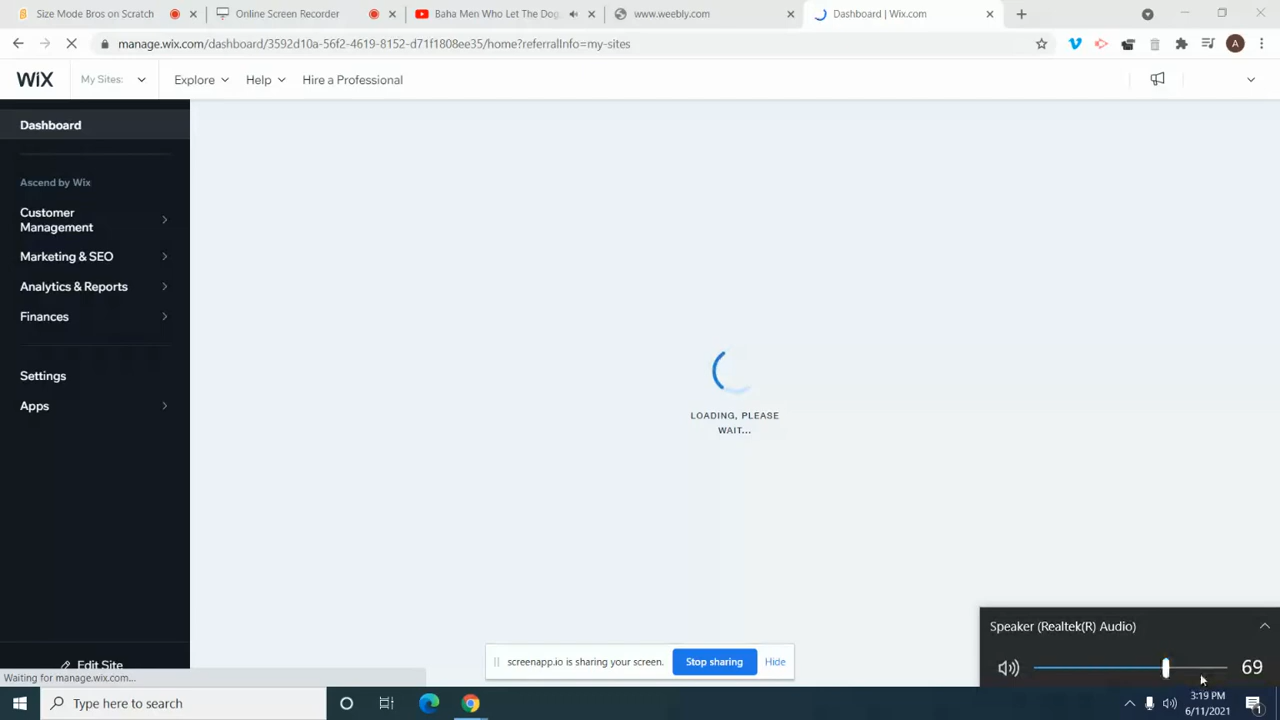 Size Mode Bros on Scratch
Online Screen Recorder
Baha Men Who Let The Dog
www.weebly.com
Dashboard | Wix.com
manage.wix.com/dashboard/3592d10a-56f2-4619-8152-d71f1808ee35/home?referralInfo=my-sites
A
WIX
My Sites:
Explore
Help
Hire a Professional
Dashboard
Ascend by Wix
Customer
Management
Marketing & SEO
Analytics & Reports
Finances
Settings
Apps
LOADING, PLEASE
WAIT...
Speaker (Realtek(R) Audio)
69
screenapp.io is sharing your screen.
Stop sharing
Hide
Edit Site
Waiting for manage.wix.com...
Type here to search
3:19 PM
6/11/2021
1